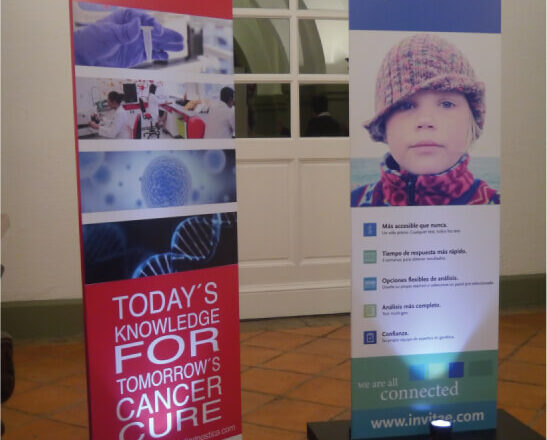 TODAY´S
KNOWLEDGE
FOR
TOMORROW´S
CANCER
CURE
Más accesible que nunca.
Tiempo de respuesta más rápido.
Opciones flexibles de análisis.
Análisis más completo.
Confianza.
we are all
connected
www.invitae.com